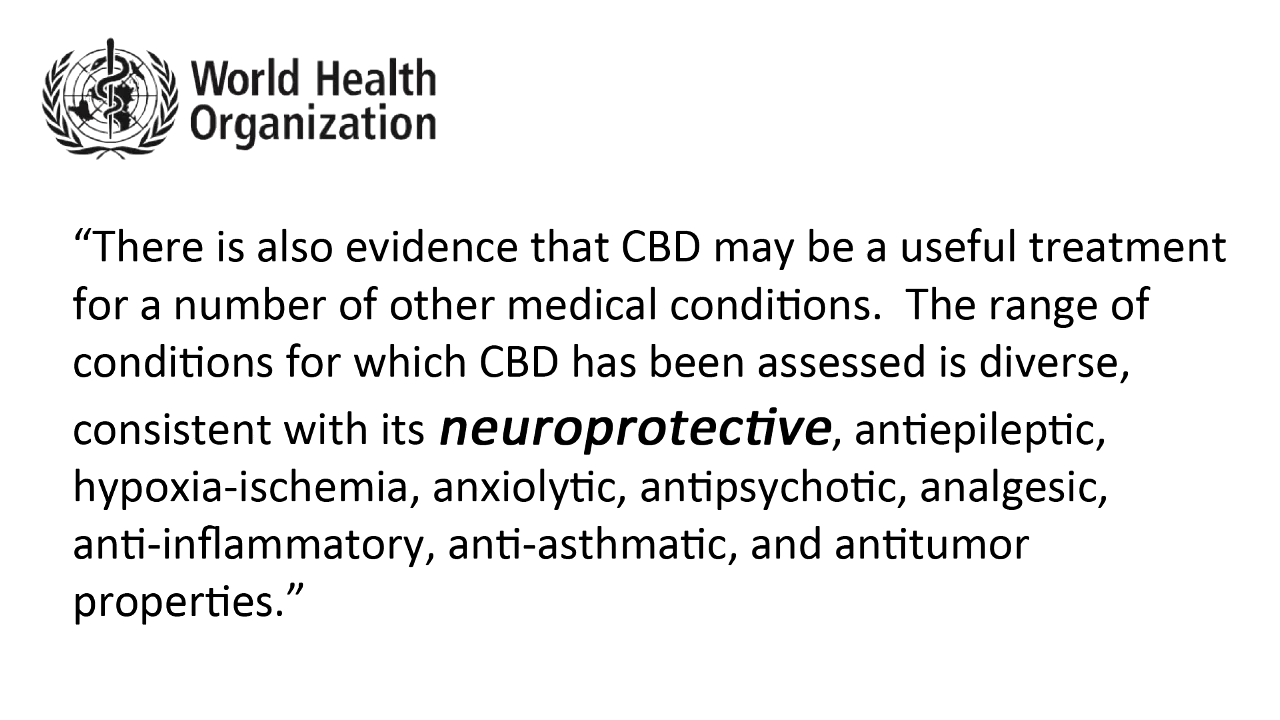 World Health
Organization
“There is also evidence that CBD may be a useful treatment
for a number of other medical conditions.  The range of
conditions for which CBD has been assessed is diverse,
consistent with its neuroprotective, antiepileptic,
hypoxia-ischemia, anxiolytic, antipsychotic, analgesic,
anti-inflammatory, anti-asthmatic, and antitumor
properties.”